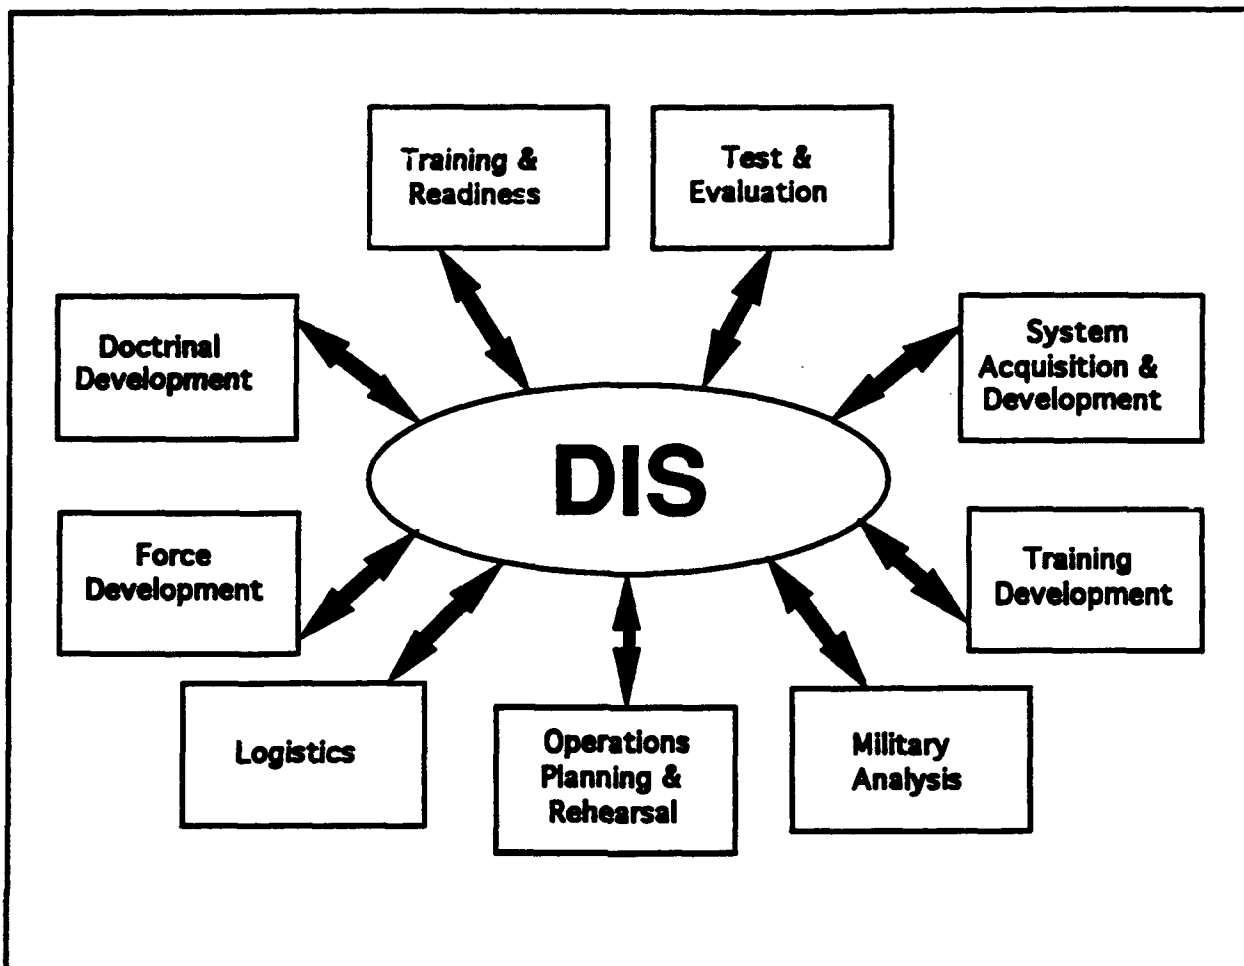 Training &
Readiness
Test &
Evaluation
Doctrinal
Development
System
Acquisition &
Development
DIS
Force
Development
Training
Development
Logistics
Operations
Planning &
Rehearsal
Military
Analysis